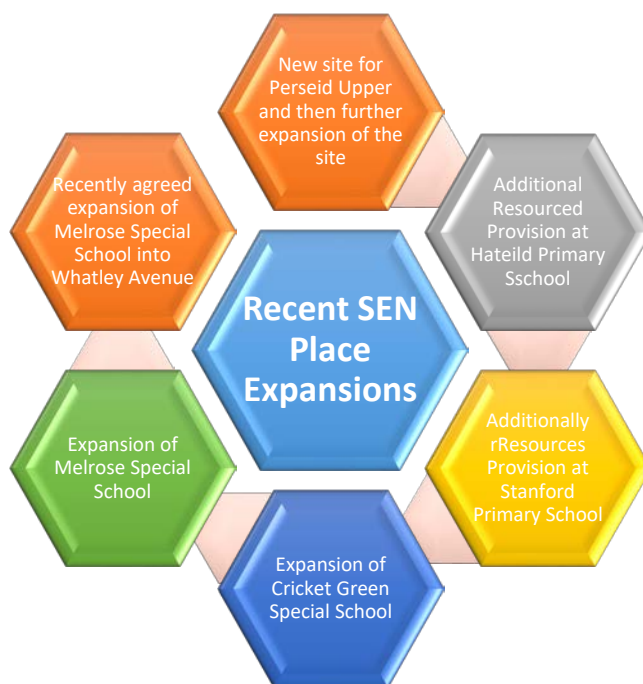 New site for
Perseid Upper
and then further
expansion of the
site
Additional
Resourced
Provision at
Hateild Primary
Sschool
Additionally
rResources
Provision at
Stanford
Primary School
Expansion of
Cricket Green
Special School
Expansion of
Melrose Special
School
Recently agreed
expansion of
Melrose Special
School into
Whatley Avenue
Recent SEN
Place
Expansions